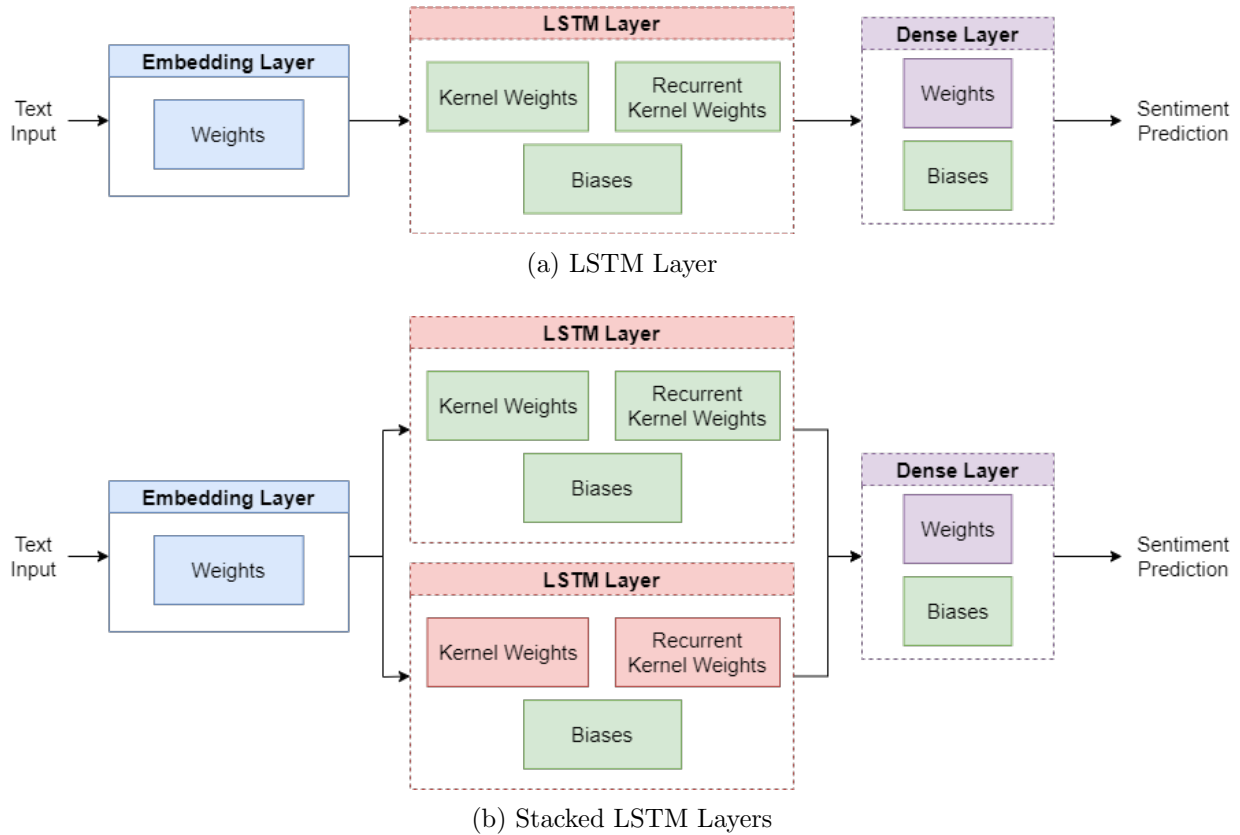 Text
Input
Embedding Layer
Weights
LSTM Layer
Kernel Weights
Recurrent
Kernel Weights
Biases
Dense Layer
Weights
Biases
Sentiment
Prediction
(a) LSTM Layer
Text
Input
Embedding Layer
Weights
LSTM Layer
Kernel Weights
Recurrent
Kernel Weights
Biases
LSTM Layer
Kernel Weights
Recurrent
Kernel Weights
Biases
Dense Layer
Weights
Biases
Sentiment
Prediction
(b) Stacked LSTM Layers